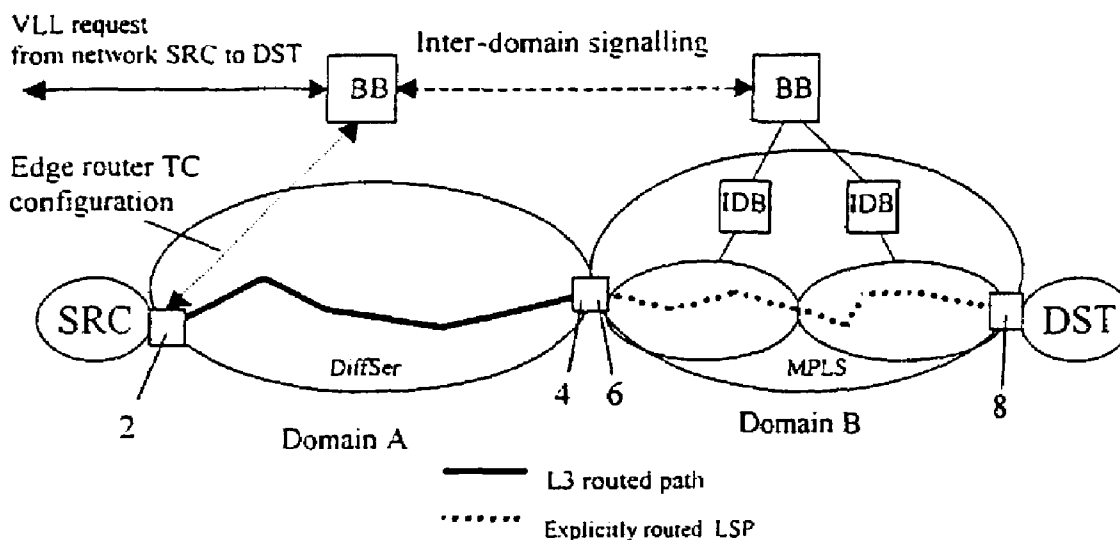 VLL request
from network SRC to DST
Inter-domain signalling
BB
BB
Edge router TC
configuration
IDB
IDB
SRC
DST
DiffSer
MPLS
2
4
6
8
Domain A
Domain B
L3 routed path
Explicitly routed LSP